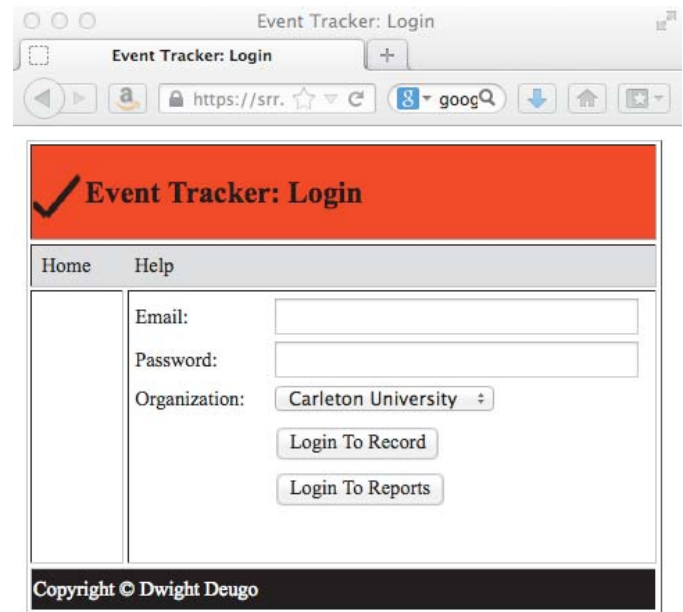 Event Tracker: Login
Event Tracker: Login
https://srr.
goog
Event Tracker: Login
Home Help
Email:
Password:
Organization: Carleton University
Login To Record
Login To Reports
Copyright © Dwight Deugo